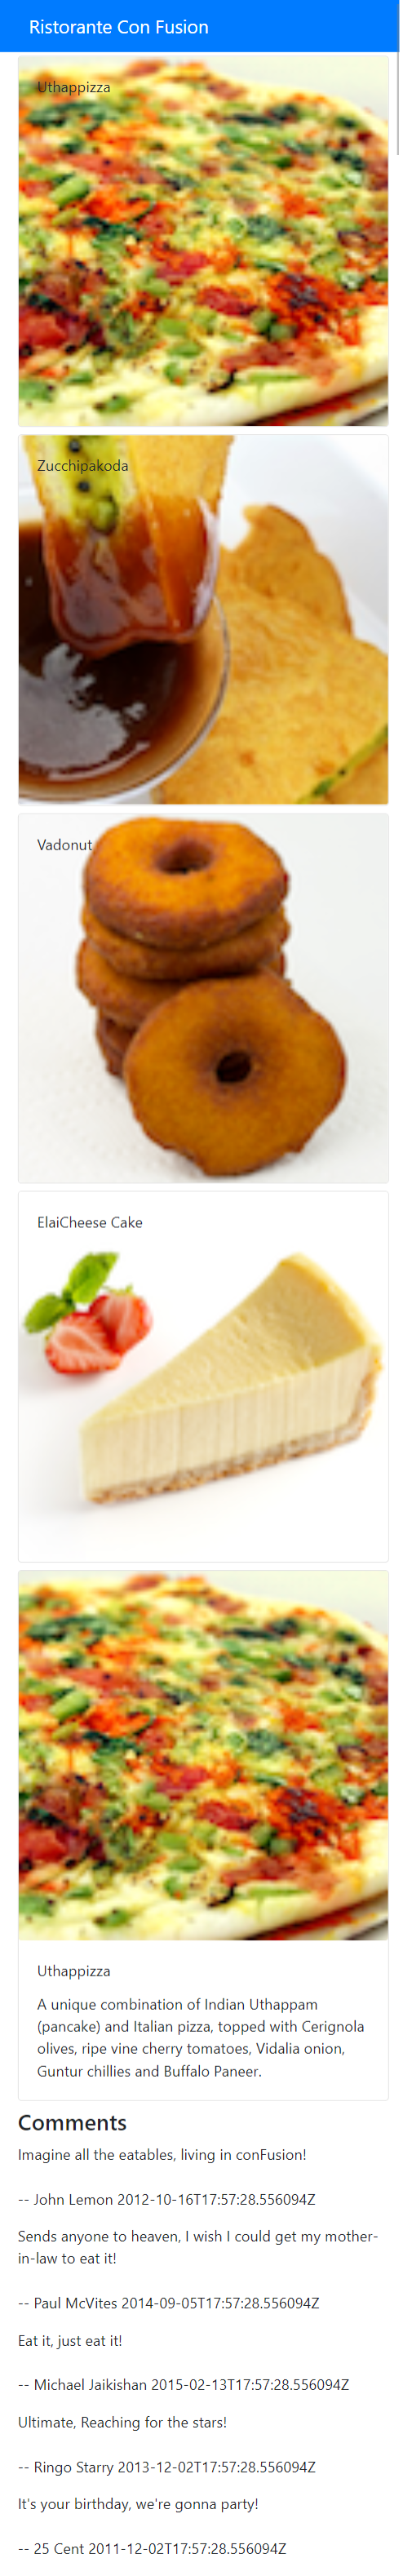 Ristorante Con Fusion
Uthappizza
Zucchipakoda
Vadonut
ElaiCheese Cake
Uthappizza
A unique combination of Indian Uthappam
(pancake) and Italian pizza, topped with Cerignola
olives, ripe vine cherry tomatoes, Vidalia onion,
Guntur chillies and Buffalo Paneer.
Comments
Imagine all the eatables, living in conFusion!
-- John Lemon 2012-10-16T17:57:28.556094Z
Sends anyone to heaven, I wish I could get my mother-
in-law to eat it!
-- Paul McVites 2014-09-05T17:57:28.556094Z
Eat it, just eat it!
-- Michael Jaikishan 2015-02-13T17:57:28.556094Z
Ultimate, Reaching for the stars!
-- Ringo Starry 2013-12-02T17:57:28.556094Z
It's your birthday, we're gonna party!
-- 25 Cent 2011-12-02T17:57:28.556094Z